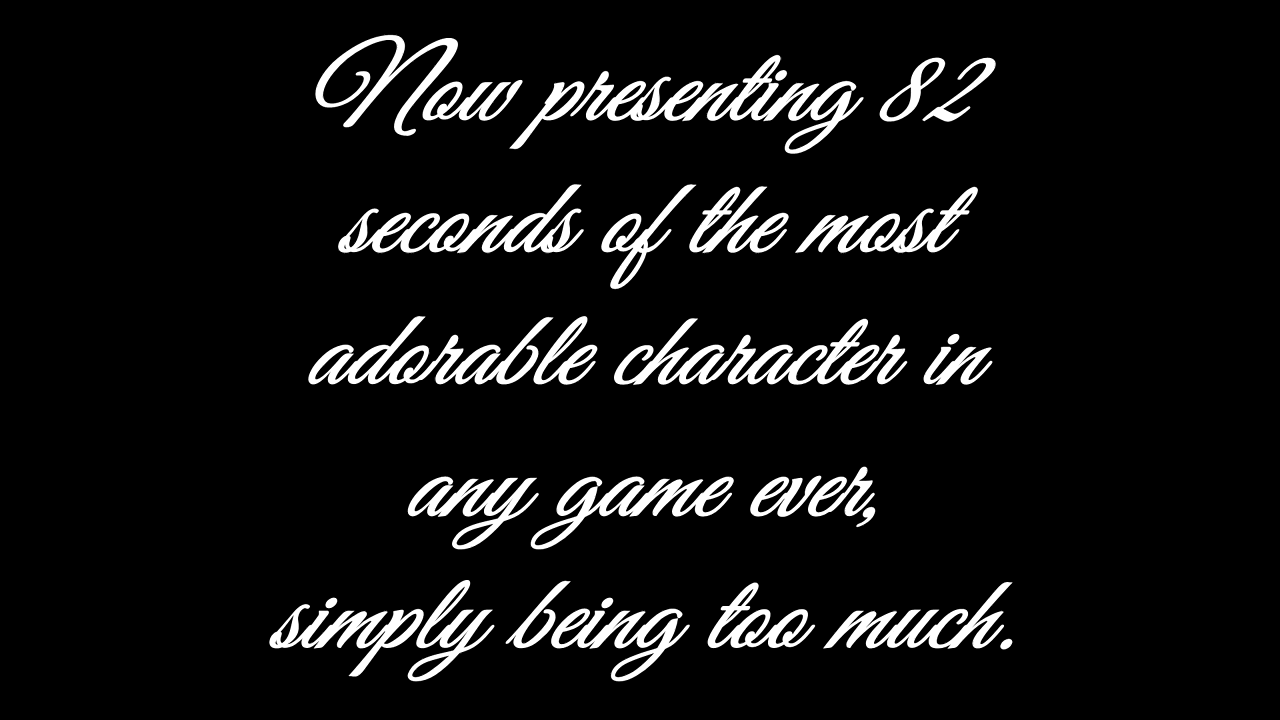 Now presenting 82
seconds of the most
adorable character in
any game ever,
simply being too much.